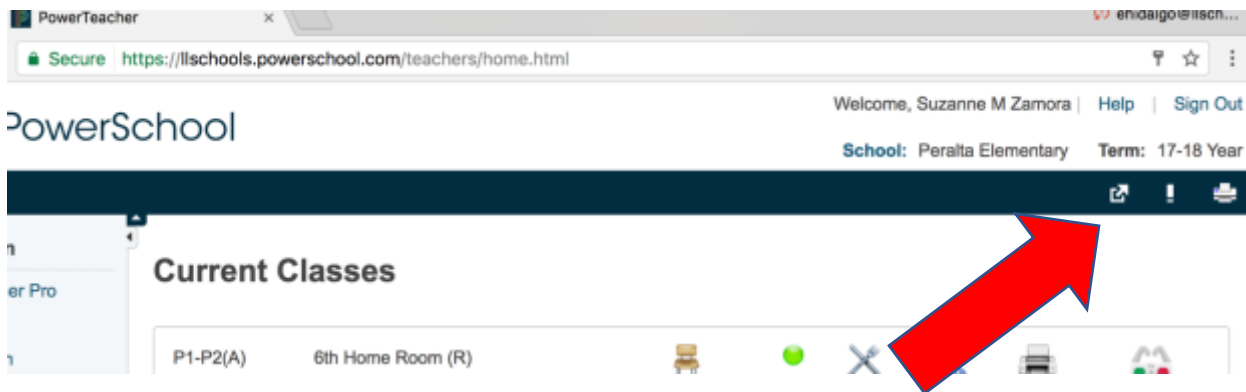 PowerTeacher
Secure https://llschools.powerschool.com/teachers/home.html
PowerSchool
Welcome, Suzanne M Zamora | Help | Sign Out
School: Peralta Elementary Term: 17-18 Year
er Pro
Current Classes
P1-P2(A) 6th Home Room (R)